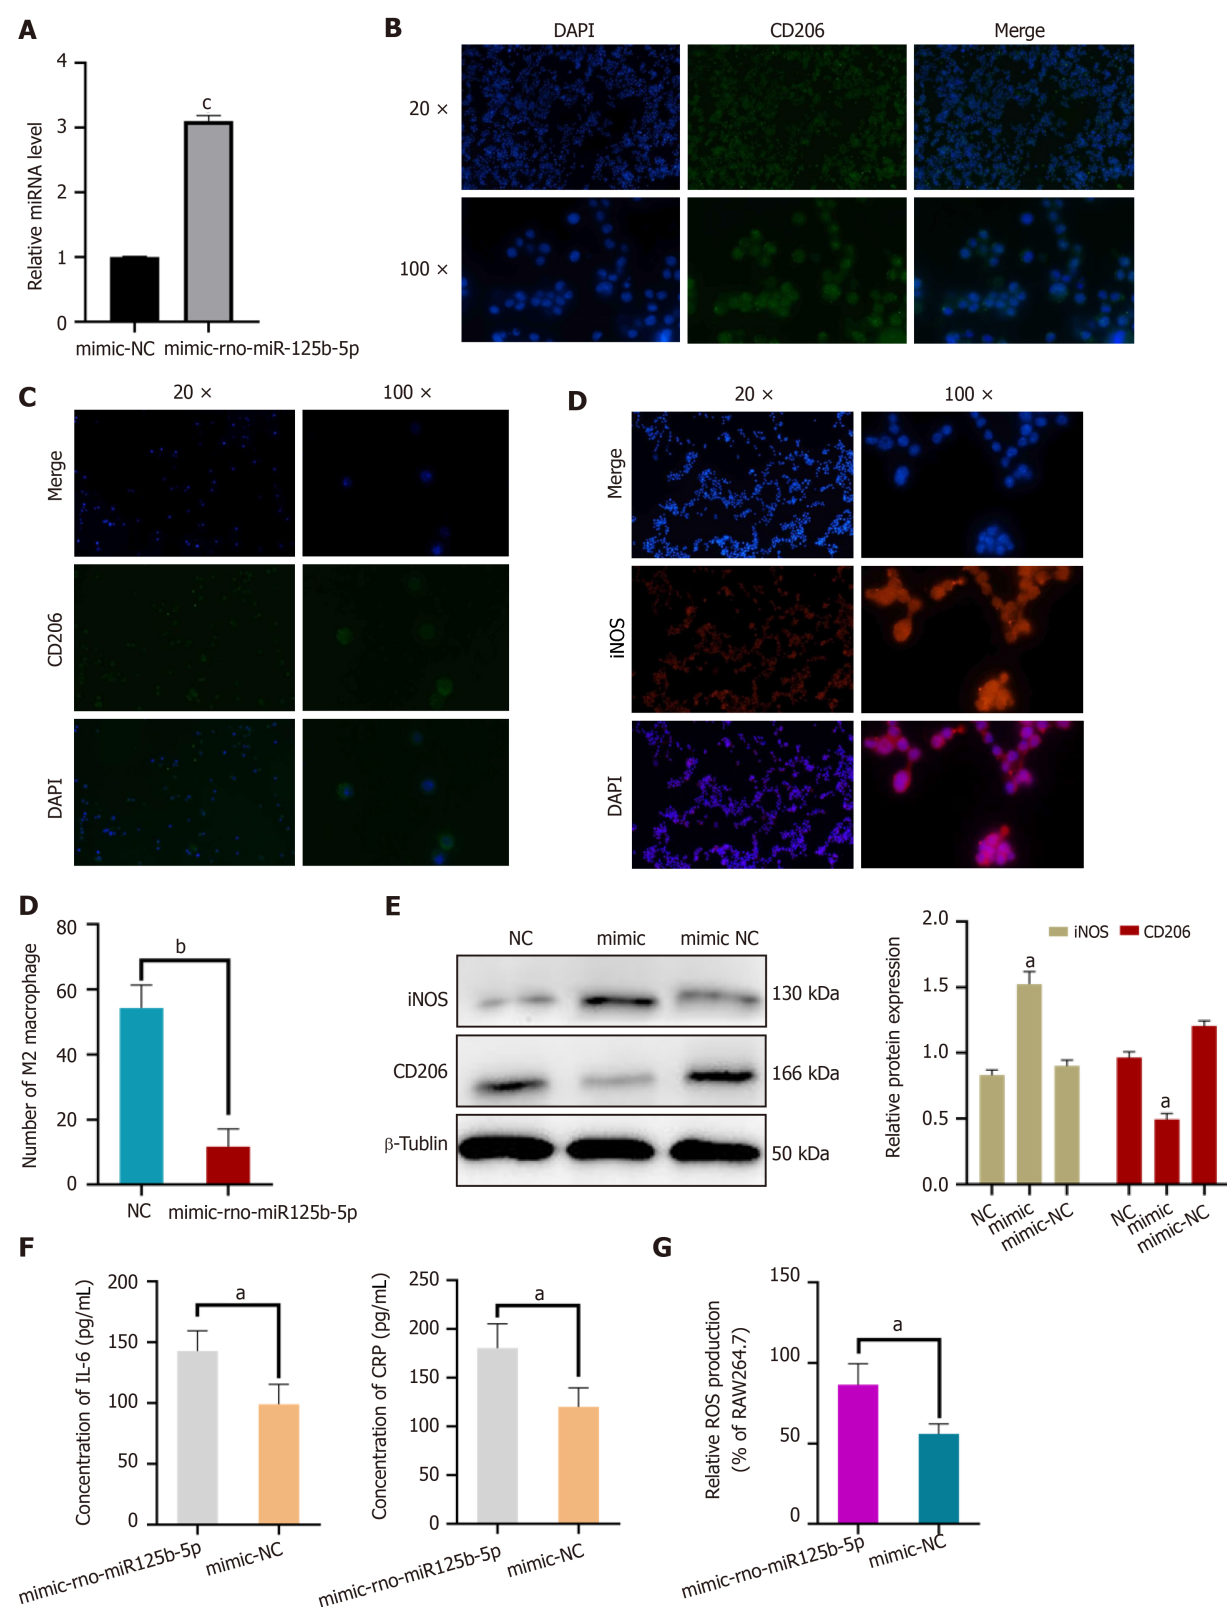 A
4
3
2
1
0
Relative miRNA level
c
mimic-NC mimic-rno-miR-125b-5p
B
DAPI CD206 Merge
20 ×
100 ×
C
20 × 100 ×
Merge
CD206
DAPI
D
20 × 100 ×
Merge
iNOS
DAPI
D
80
60
40
20
0
Number of M2 macrophage
b
NC mimic-rno-miR125b-5p
E
NC mimic mimic NC
iNOS 130 kDa
CD206 166 kDa
β-Tublin 50 kDa
2.0
1.5
1.0
0.5
0.0
Relative protein expression
iNOS CD206
a
a
NC mimic mimic-NC NC mimic mimic-NC
F
200
150
100
50
0
Concentration of IL-6 (pg/mL)
a
mimic-rno-miR125b-5p mimic-NC
250
200
150
100
50
0
Concentration of CRP (pg/mL)
a
mimic-rno-miR125b-5p mimic-NC
G
150
100
50
0
Relative ROS production
(% of RAW264.7)
a
mimic-rno-miR125b-5p mimic-NC